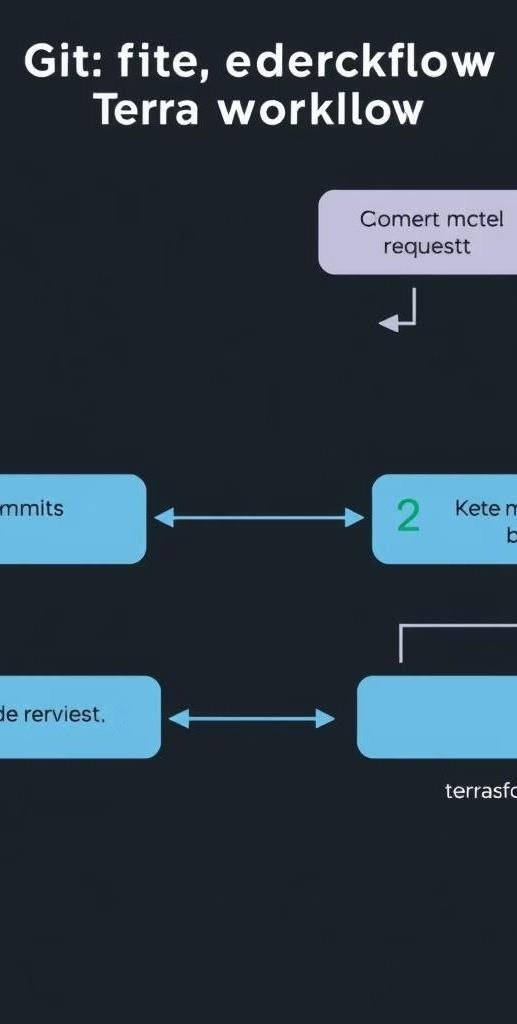 Git: fite, ederckflow
Terra workllow
Comert mctel
requestt
mmits
2
Kete m
b
de rerviest.
terrasfo